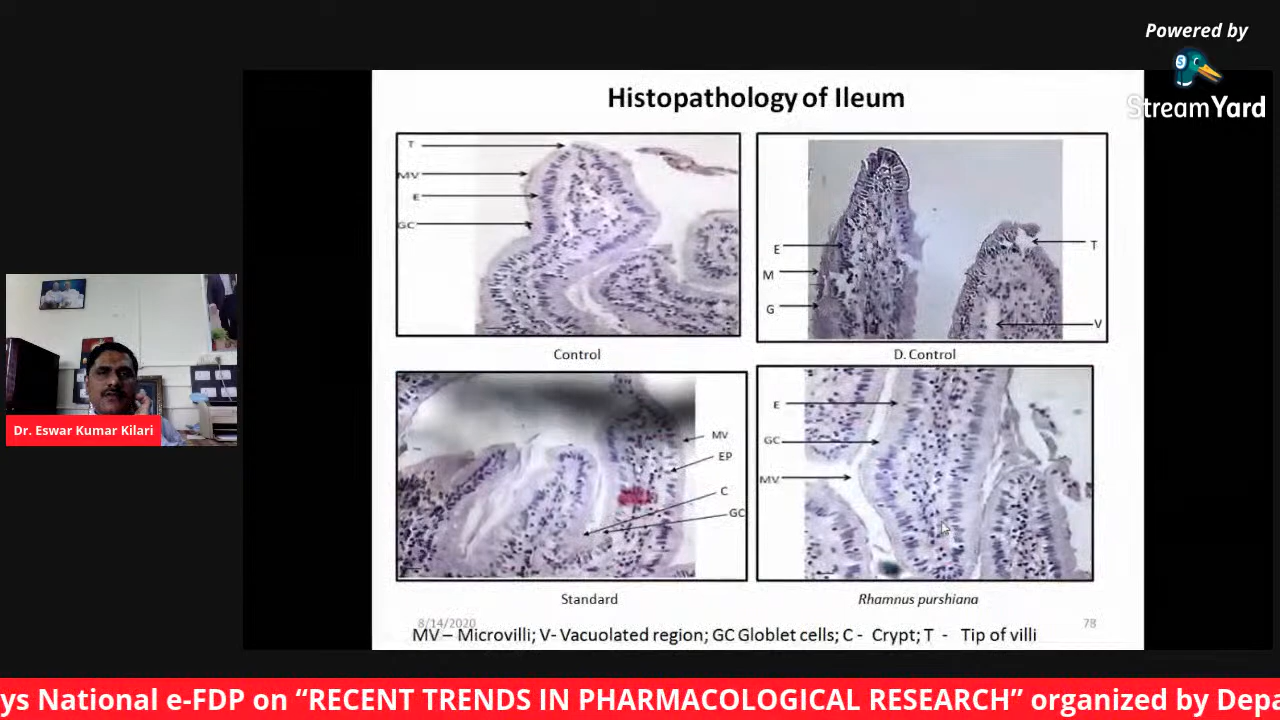 Powered by
StreamYard
Histopathology of Ileum
T
MV
E
GC
Control
E
M
G
T
V
D. Control
MV
EP
C
GC
Standard
E
GC
MV
Rhamnus purshiana
8/14/2020
78
MV – Microvilli; V- Vacuolated region; GC Globlet cells; C - Crypt; T - Tip of villi
Dr. Eswar Kumar Kilari
ys National e-FDP on “RECENT TRENDS IN PHARMACOLOGICAL RESEARCH” organized by Depa